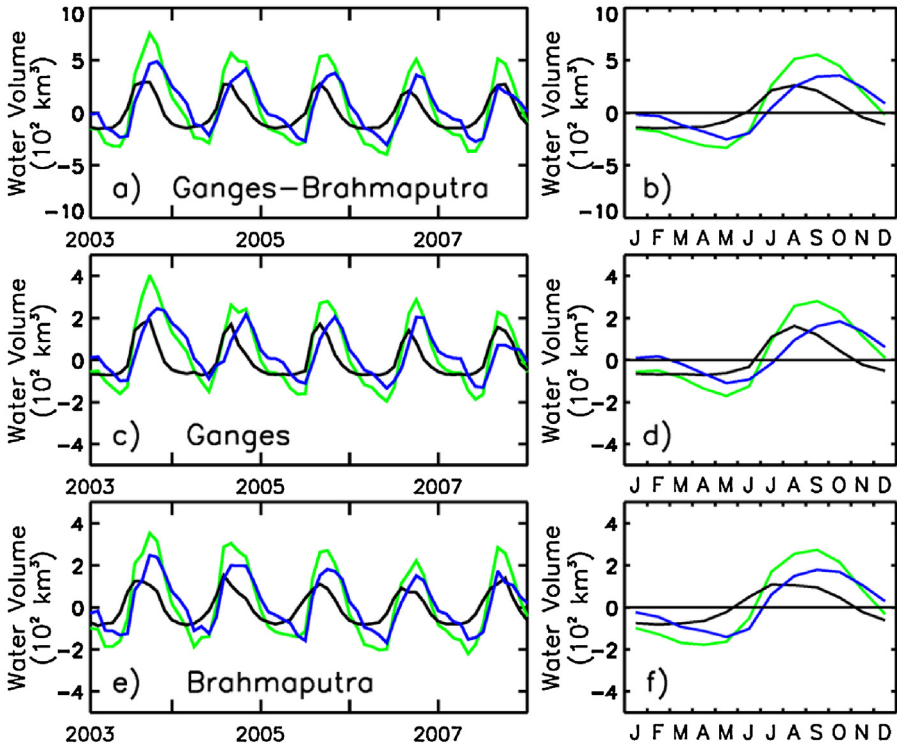 Water Volume
(10² km³)
10
5
0
−5
−10
a) Ganges−Brahmaputra
2003 2005 2007
Water Volume
(10² km³)
10
5
0
−5
−10
b)
J F M A M J J A S O N D
Water Volume
(10² km³)
4
2
0
−2
−4
c) Ganges
2003 2005 2007
Water Volume
(10² km³)
4
2
0
−2
−4
d)
J F M A M J J A S O N D
Water Volume
(10² km³)
4
2
0
−2
−4
e) Brahmaputra
2003 2005 2007
Water Volume
(10² km³)
4
2
0
−2
−4
f)
J F M A M J J A S O N D